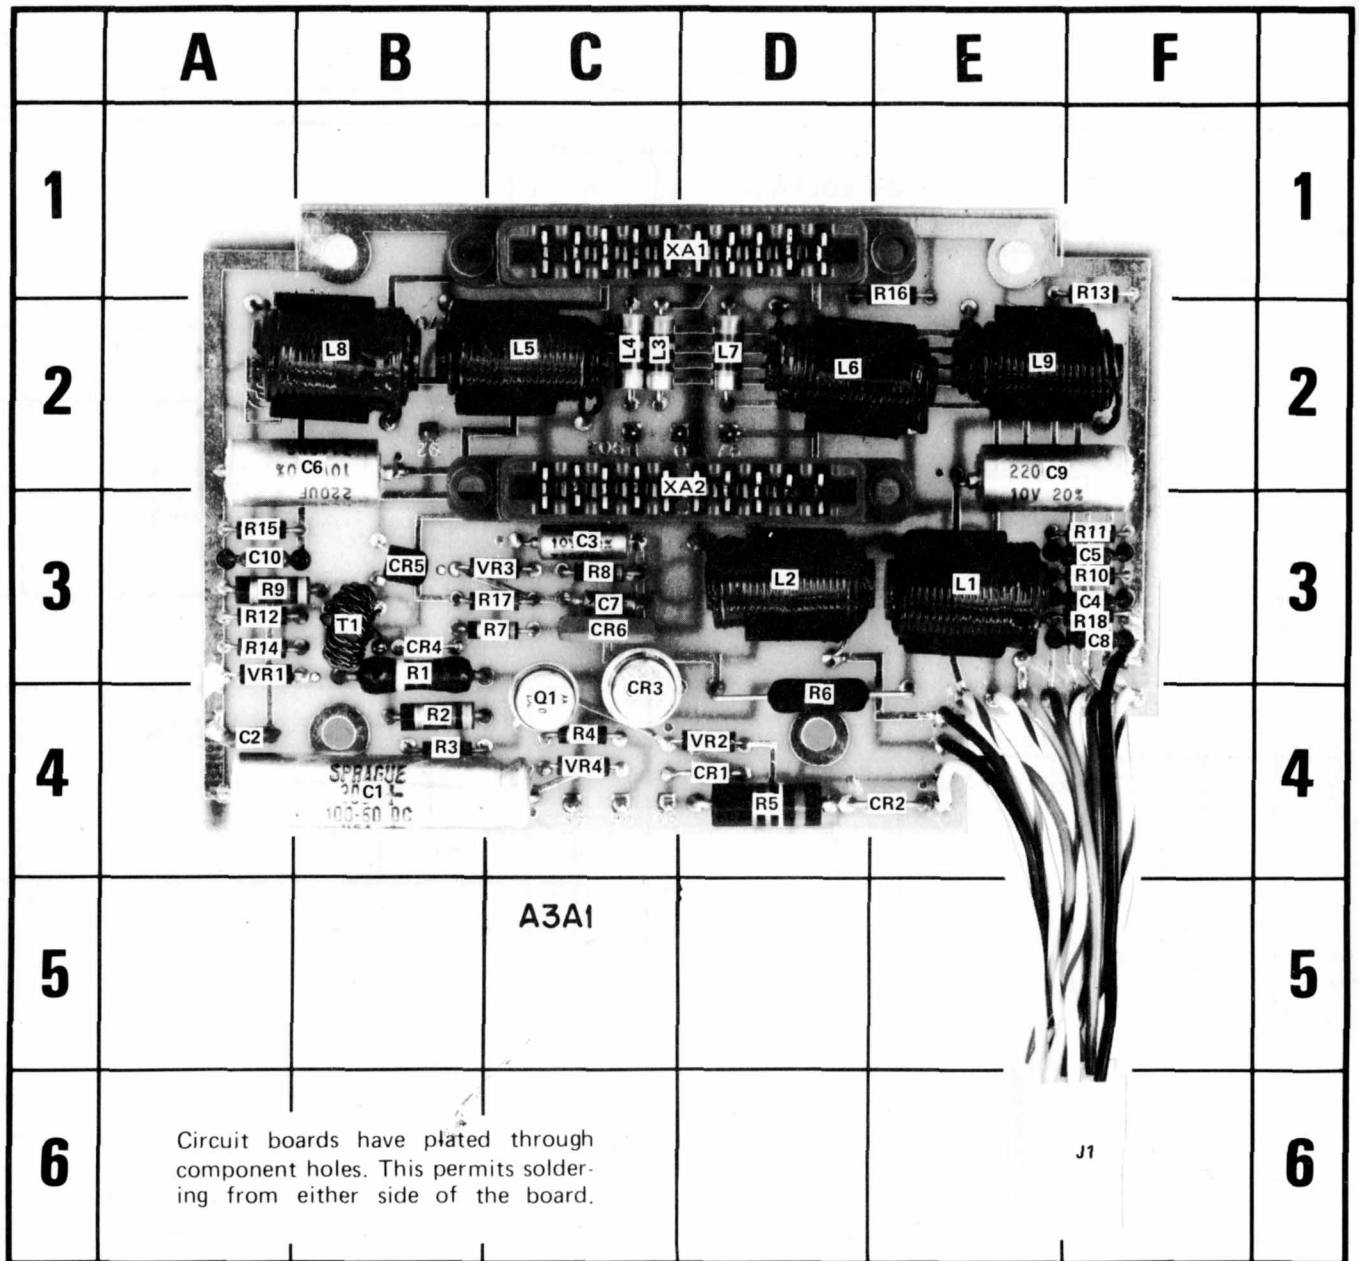 A B C D E F
1 1
XA1
R16 R13
2 2
L8 L5 L4 L3 L7 L6 L9
C6 220 C9
XA2 10V 20%
220UF
3 3
R15 C3 R11
C10 C5
CR5 VR3 R8 L2 L1 R10
R9 R17 C7 C4
R12 T1 R7 CR6 R18
R14 CR4 C8
VR1 R1 CR3 R6
Q1
R2
C2 R3 R4 VR2
4 4
SPRAGUE VR4 CR1
C1 R5 CR2
100-50 DC
A3A1
5 5
6 6
Circuit boards have plated through
component holes. This permits solder-
ing from either side of the board.
J1